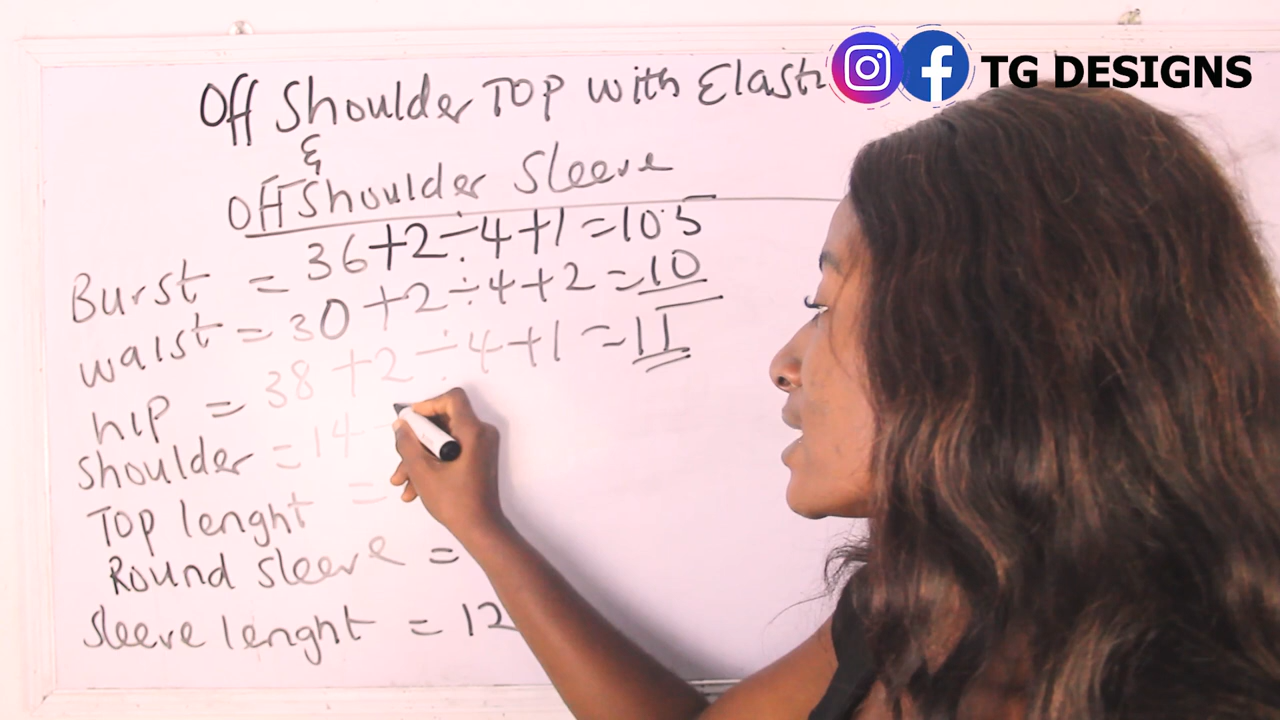 TG DESIGNS
Off Shoulder TOP with Elasti
&
Off Shoulder Sleeve
Burst = 36+2÷4+1=10.5
waist = 30+2÷4+2=10
hip = 38+2÷4+1=11
Shoulder = 14
Top lenght =
Round sleeve =
Sleeve lenght = 12